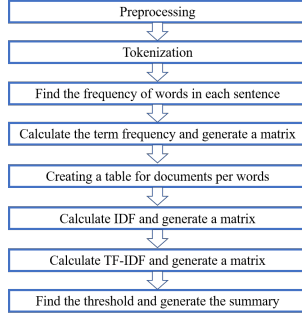 Preprocessing
Tokenization
Find the frequency of words in each sentence
Calculate the term frequency and generate a matrix
Creating a table for documents per words
Calculate IDF and generate a matrix
Calculate TF-IDF and generate a matrix
Find the threshold and generate the summary